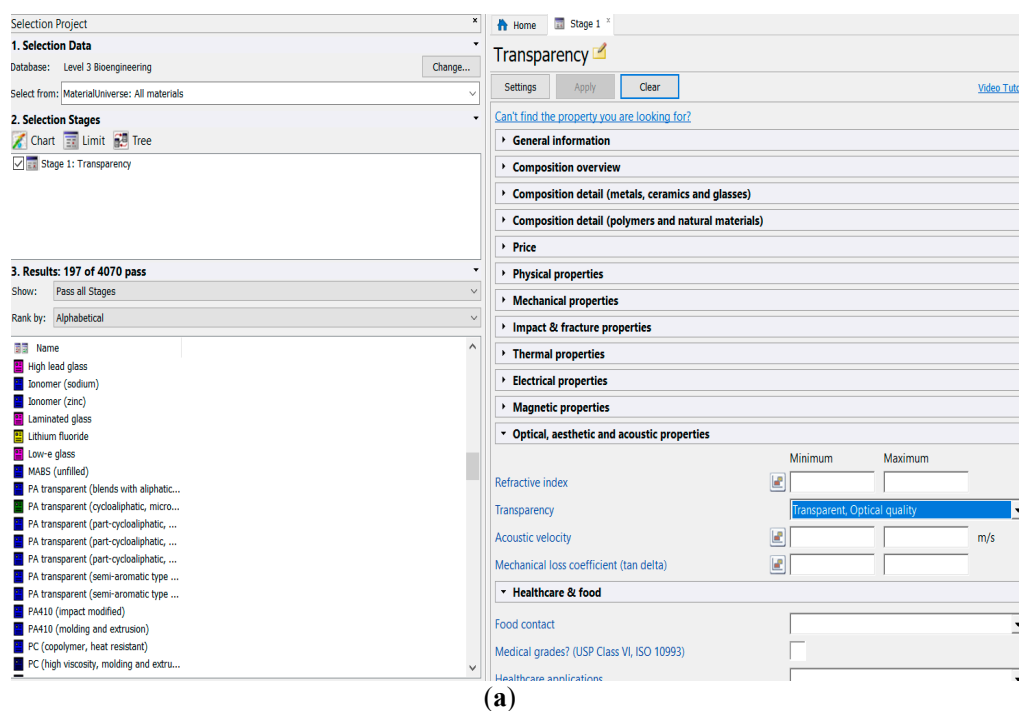 Selection Project
1. Selection Data
Database: Level 3 Bioengineering Change...
Select from: MaterialUniverse: All materials
2. Selection Stages
Chart Limit Tree
Stage 1: Transparency
3. Results: 197 of 4070 pass
Show: Pass all Stages
Rank by: Alphabetical
Name
High lead glass
Ionomer (sodium)
Ionomer (zinc)
Laminated glass
Lithium fluoride
Low-e glass
MABS (unfilled)
PA transparent (blends with aliphatic...
PA transparent (cycloaliphatic, micro...
PA transparent (part-cycloaliphatic, ...
PA transparent (part-cycloaliphatic, ...
PA transparent (part-cycloaliphatic, ...
PA transparent (semi-aromatic type ...
PA transparent (semi-aromatic type ...
PA410 (impact modified)
PA410 (molding and extrusion)
PC (copolymer, heat resistant)
PC (high viscosity, molding and extru...
Home Stage 1
Transparency
Settings Apply Clear Video Tuto
Can't find the property you are looking for?
General information
Composition overview
Composition detail (metals, ceramics and glasses)
Composition detail (polymers and natural materials)
Price
Physical properties
Mechanical properties
Impact & fracture properties
Thermal properties
Electrical properties
Magnetic properties
Optical, aesthetic and acoustic properties
Minimum Maximum
Refractive index
Transparency Transparent, Optical quality
Acoustic velocity m/s
Mechanical loss coefficient (tan delta)
Healthcare & food
Food contact
Medical grades? (USP Class VI, ISO 10993)
Healthcare applications
(a)